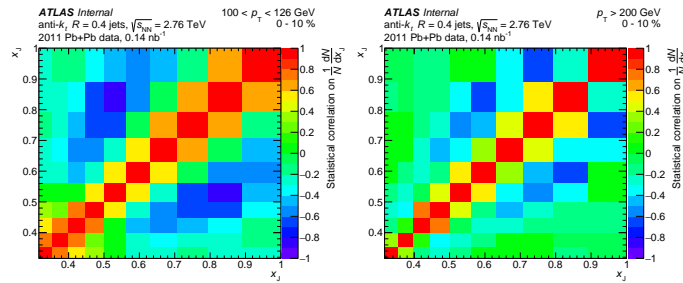 ATLAS Internal 100 < p_T < 126 GeV
anti-k_t R = 0.4 jets, √s_NN = 2.76 TeV 0 - 10 %
2011 Pb+Pb data, 0.14 nb⁻¹
x_J
1
0.9
0.8
0.7
0.6
0.5
0.4
0.4 0.5 0.6 0.7 0.8 0.9 1
x_J
1
0.8
0.6
0.4
0.2
0
−0.2
−0.4
−0.6
−0.8
−1
Statistical correlation on 1/N dN/dx_J
ATLAS Internal p_T > 200 GeV
anti-k_t R = 0.4 jets, √s_NN = 2.76 TeV 0 - 10 %
2011 Pb+Pb data, 0.14 nb⁻¹
x_J
1
0.9
0.8
0.7
0.6
0.5
0.4
0.4 0.5 0.6 0.7 0.8 0.9 1
x_J
1
0.8
0.6
0.4
0.2
0
−0.2
−0.4
−0.6
−0.8
−1
Statistical correlation on 1/N dN/dx_J